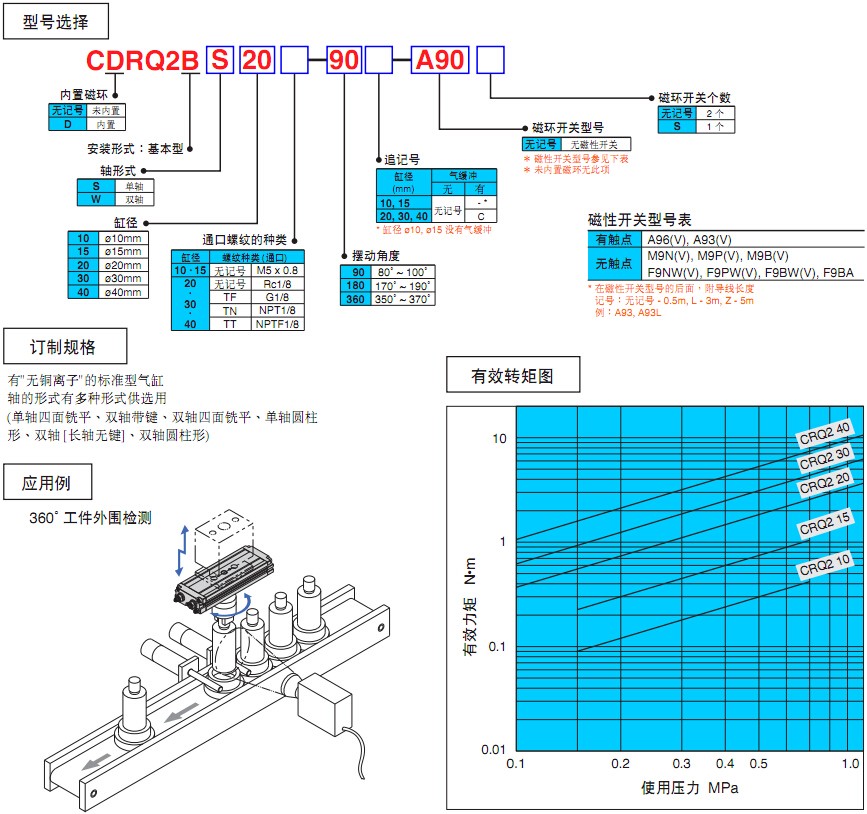 型号选择
CDRQ2B S 20 - 90 - A90
内置磁环
无记号 未内置
D 内置
安装形式：基本型
轴形式
S 单轴
W 双轴
缸径
10 ø10mm
15 ø15mm
20 ø20mm
30 ø30mm
40 ø40mm
通口螺纹的种类
缸径 螺纹种类(通口)
10·15 无记号 M5 x 0.8
20·30·40 无记号 Rc1/8
TF G1/8
TN NPT1/8
TT NPTF1/8
摆动角度
90 80˚~100˚
180 170˚~190˚
360 350˚~370˚
追记号
缸径(mm) 气缓冲
无 有
10, 15 无记号 -*
20, 30, 40 C
*缸径 ø10, ø15 没有气缓冲
磁环开关型号
无记号 无磁性开关
* 磁性开关型号参见下表
* 未内置磁环无此项
磁环开关个数
无记号 2个
S 1个
磁性开关型号表
有触点 A96(V), A93(V)
无触点 M9N(V), M9P(V), M9B(V)
F9NW(V), F9PW(V), F9BW(V), F9BA
* 在磁性开关型号的后面，附导线长度
记号：无记号 - 0.5m, L - 3m, Z - 5m
例：A93, A93L
订制规格
有"无铜离子"的标准型气缸
轴的形式有多种形式供选用
(单轴四面铣平、双轴带键、双轴四面铣平、单轴圆柱
形、双轴[长轴无键]、双轴圆柱形)
应用例
360˚ 工件外围检测
有效转矩图
CRQ2 40
CRQ2 30
CRQ2 20
CRQ2 15
CRQ2 10
有效力矩 N•m
10
1
0.1
0.01
0.1 0.2 0.3 0.4 0.5 1.0
使用压力 MPa